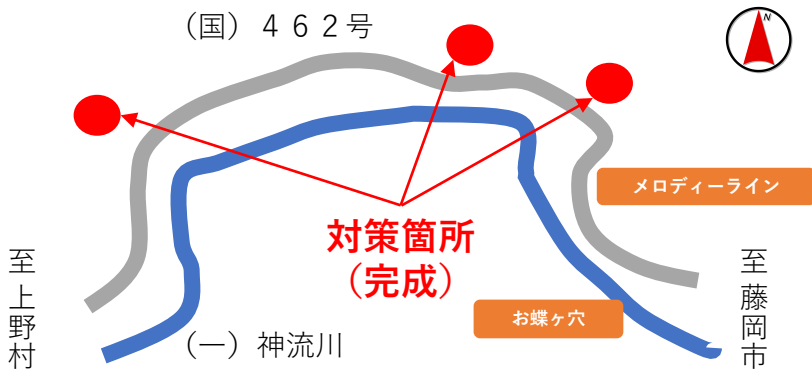 （国）４６２号
N
メロディーライン
対策箇所
（完成）
至上野村
至藤岡市
お蝶ヶ穴
（一）神流川